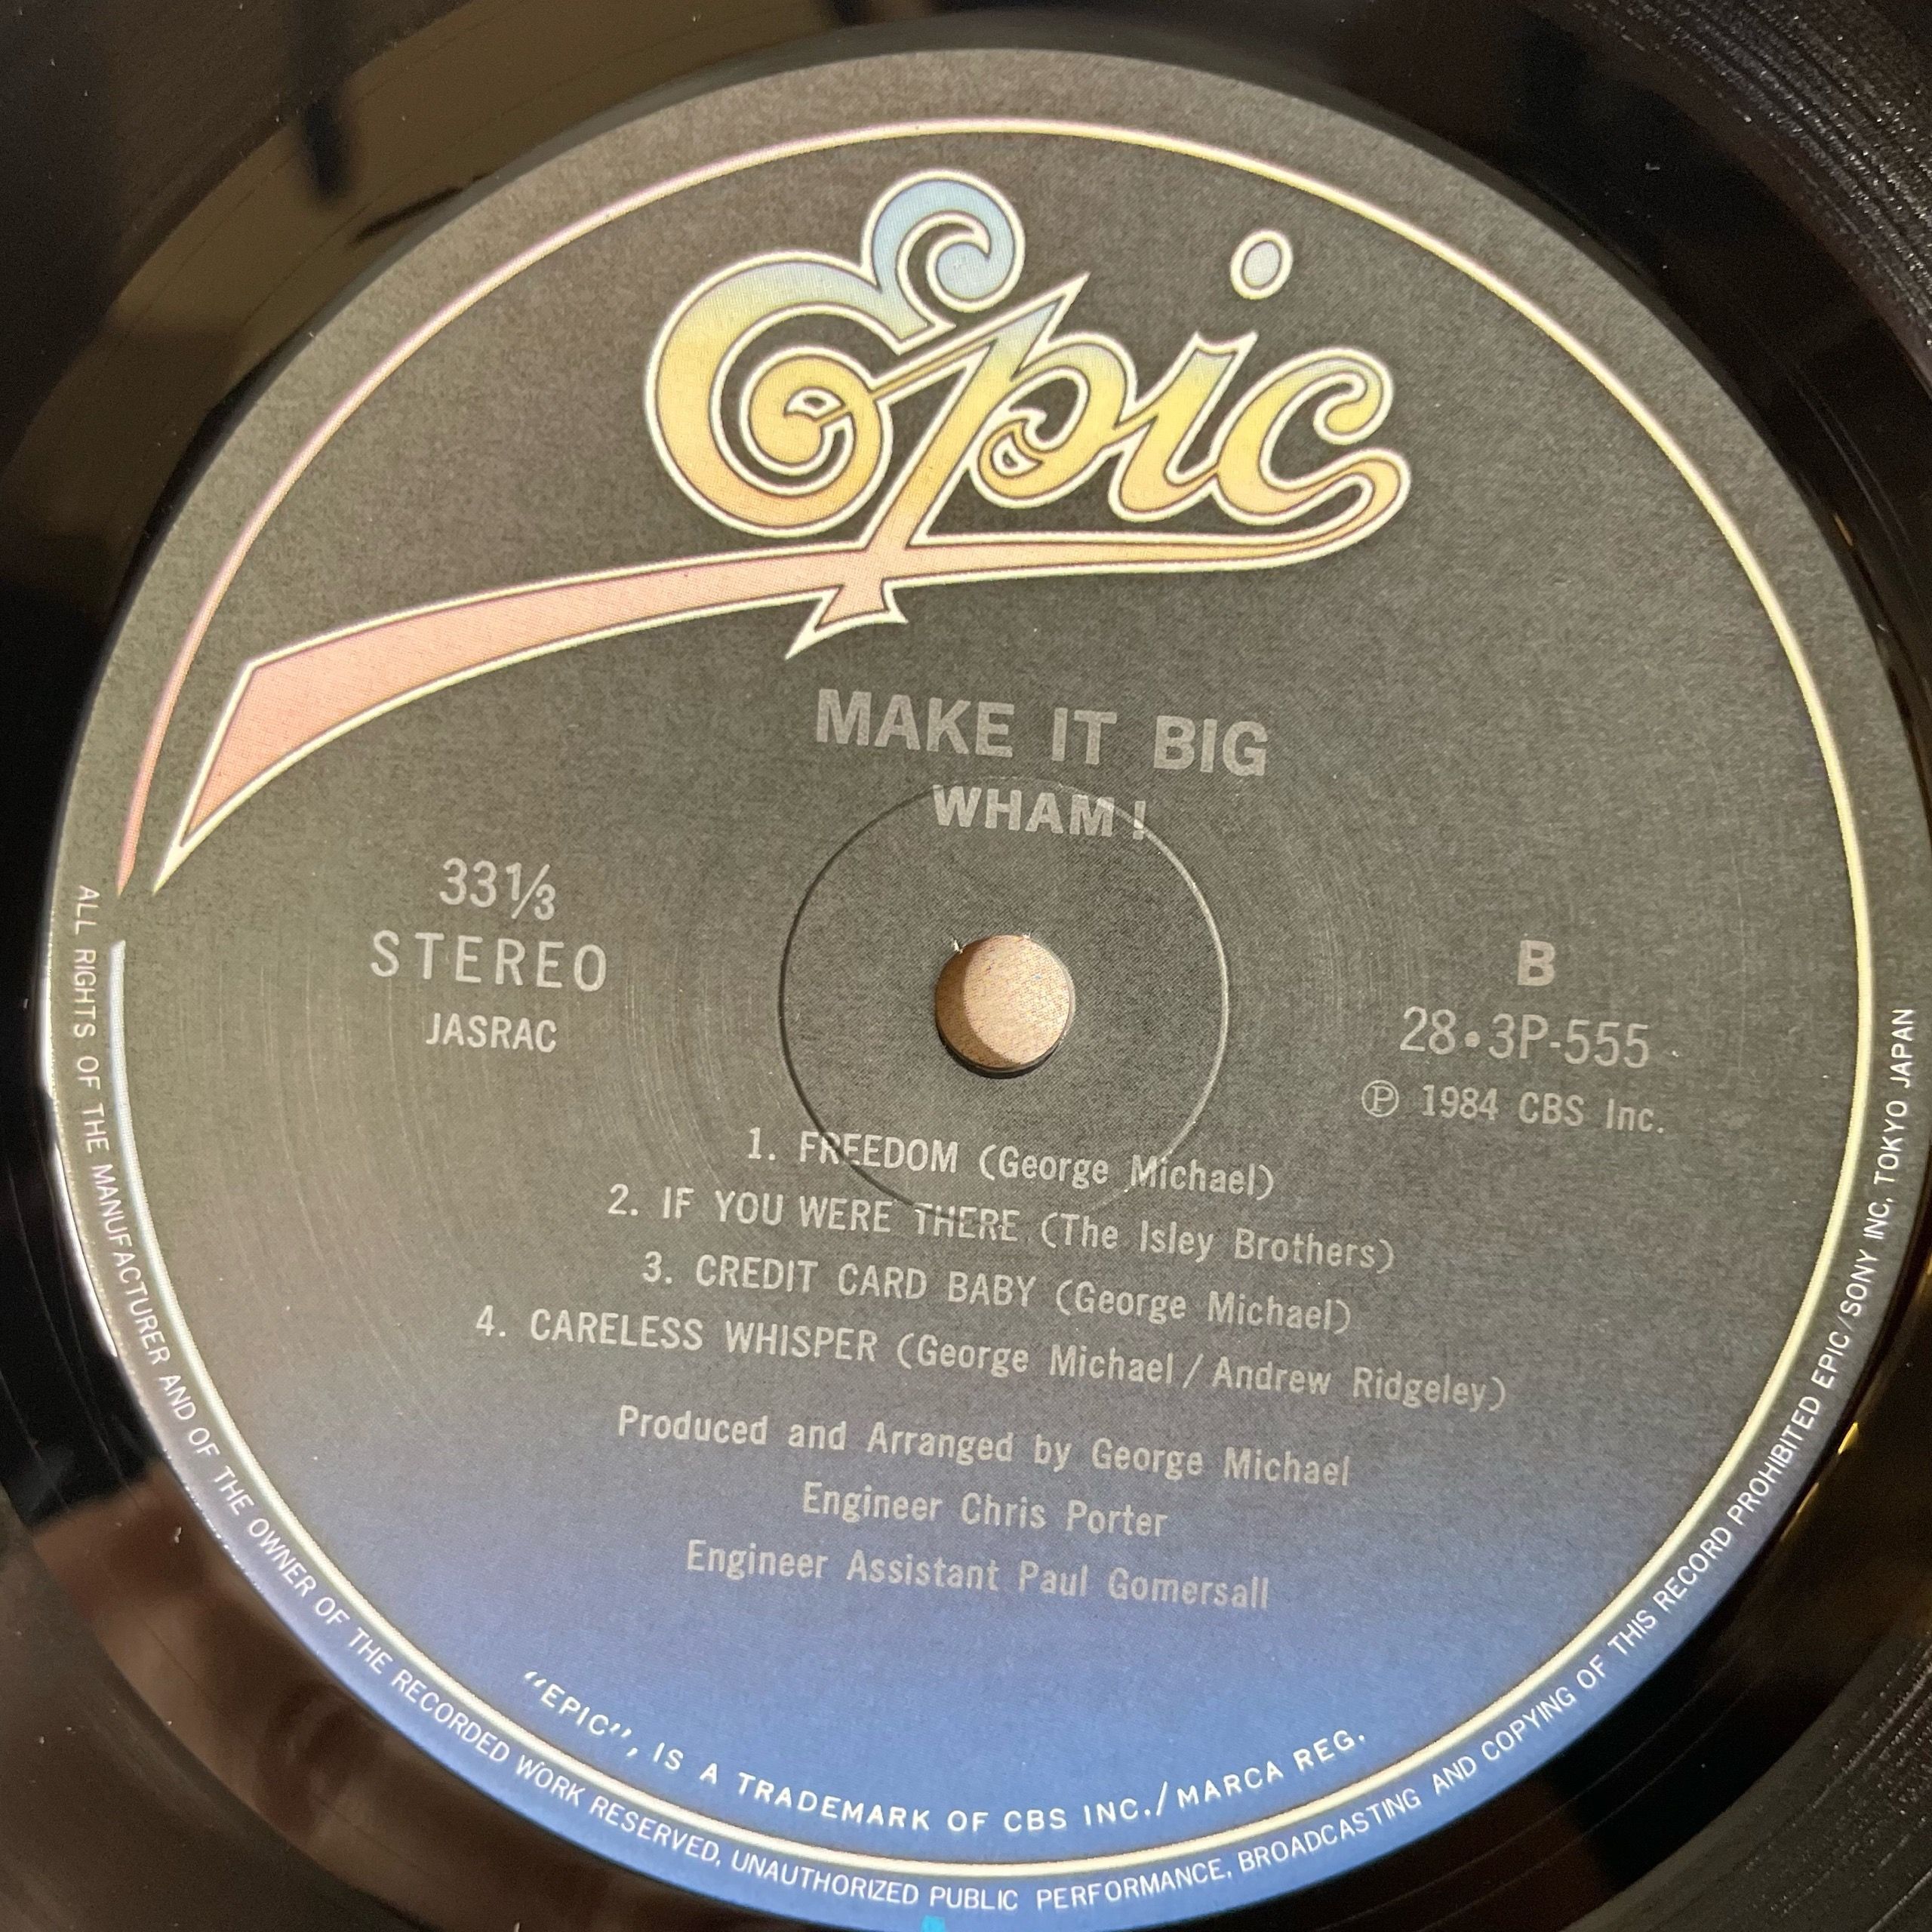 Epic
MAKE IT BIG
WHAM!
33⅓
STEREO
JASRAC
B
28•3P-555
Ⓟ 1984 CBS Inc.
1. FREEDOM (George Michael)
2. IF YOU WERE THERE (The Isley Brothers)
3. CREDIT CARD BABY (George Michael)
4. CARELESS WHISPER (George Michael/Andrew Ridgeley)
Produced and Arranged by George Michael
Engineer Chris Porter
Engineer Assistant Paul Gomersall
"EPIC", IS A TRADEMARK OF CBS INC./MARCA REG.
ALL RIGHTS OF THE MANUFACTURER AND OF THE OWNER OF THE RECORDED WORK RESERVED, UNAUTHORIZED PUBLIC PERFORMANCE, BROADCASTING AND COPYING OF THIS RECORD PROHIBITED EPIC/SONY INC, TOKYO JAPAN